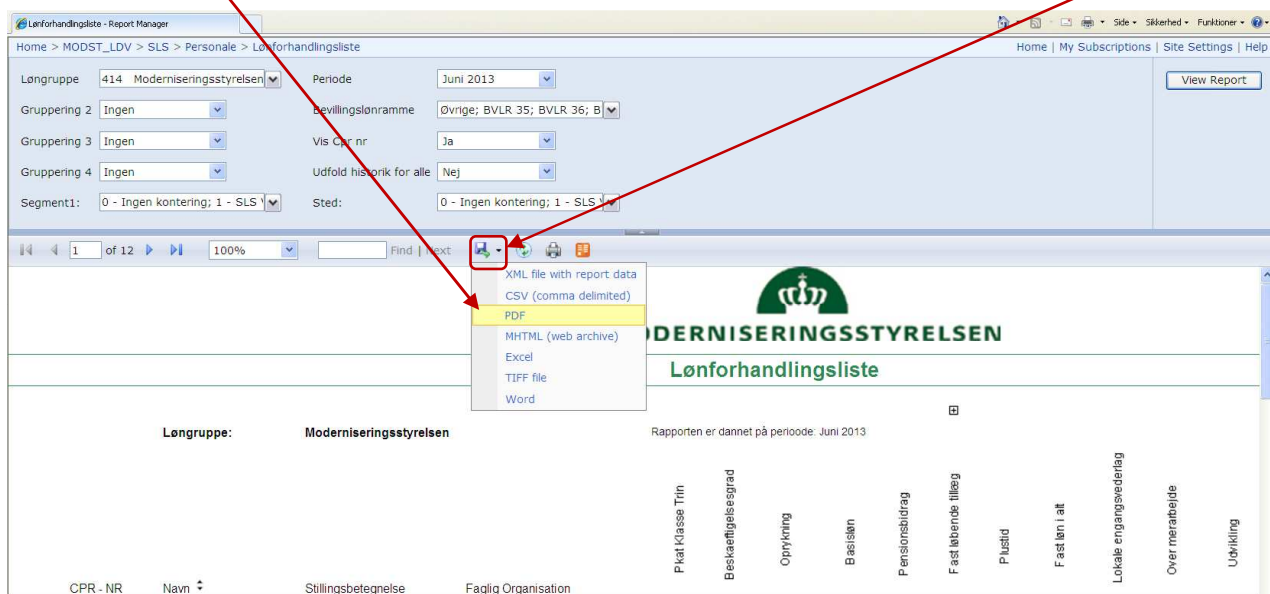 Lønforhandlingsliste - Report Manager
Side Sikkerhed Funktioner
Home > MODST_LDV > SLS > Personale > Lønforhandlingsliste
Home | My Subscriptions | Site Settings | Help
Løngruppe 414 Moderniseringsstyrelsen Periode Juni 2013 View Report
Gruppering 2 Ingen Bevillingslønramme Øvrige; BVLR 35; BVLR 36; B
Gruppering 3 Ingen Vis Cpr nr Ja
Gruppering 4 Ingen Udfold historik for alle Nej
Segment1: 0 - Ingen kontering; 1 - SLS Sted: 0 - Ingen kontering; 1 - SLS
1 of 12 100% Find | Next
XML file with report data
CSV (comma delimited)
PDF
MHTML (web archive)
Excel
TIFF file
Word
ODERNISERINGSSTYRELSEN
Lønforhandlingsliste
Løngruppe: Moderniseringsstyrelsen Rapporten er dannet på perioode: Juni 2013
Pkat Klasse Trin
Beskaeftigelsesgrad
Oprykning
Basisløn
Pensionsbidrag
Fast løbende tillæg
Plustid
Fast løn i alt
Lokale engangsvederlag
Over merarbejde
Udvikling
CPR - NR Navn Stillingsbetegnelse Faglig Organisation